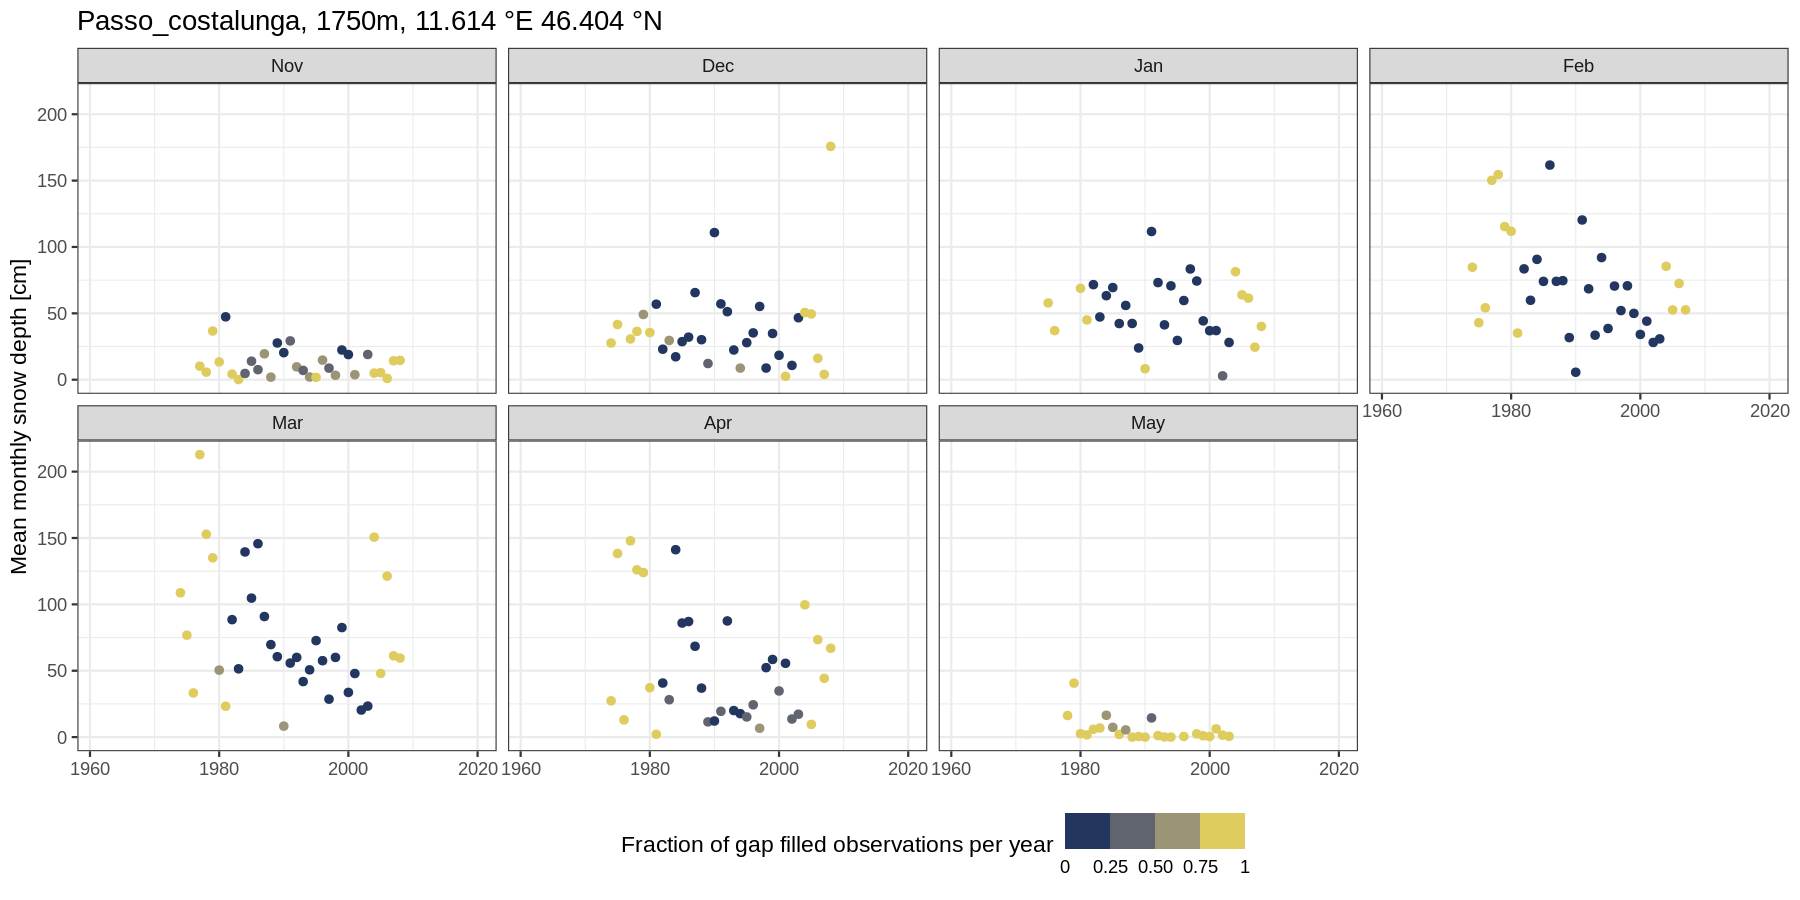 Passo_costalunga, 1750m, 11.614 °E 46.404 °N
Nov
Dec
Jan
Feb
Mean monthly snow depth [cm]
200
150
100
50
0
1960 1980 2000 2020
Mar
Apr
May
200
150
100
50
0
1960 1980 2000 2020
1960 1980 2000 2020
1960 1980 2000 2020
Fraction of gap filled observations per year
0 0.25 0.50 0.75 1